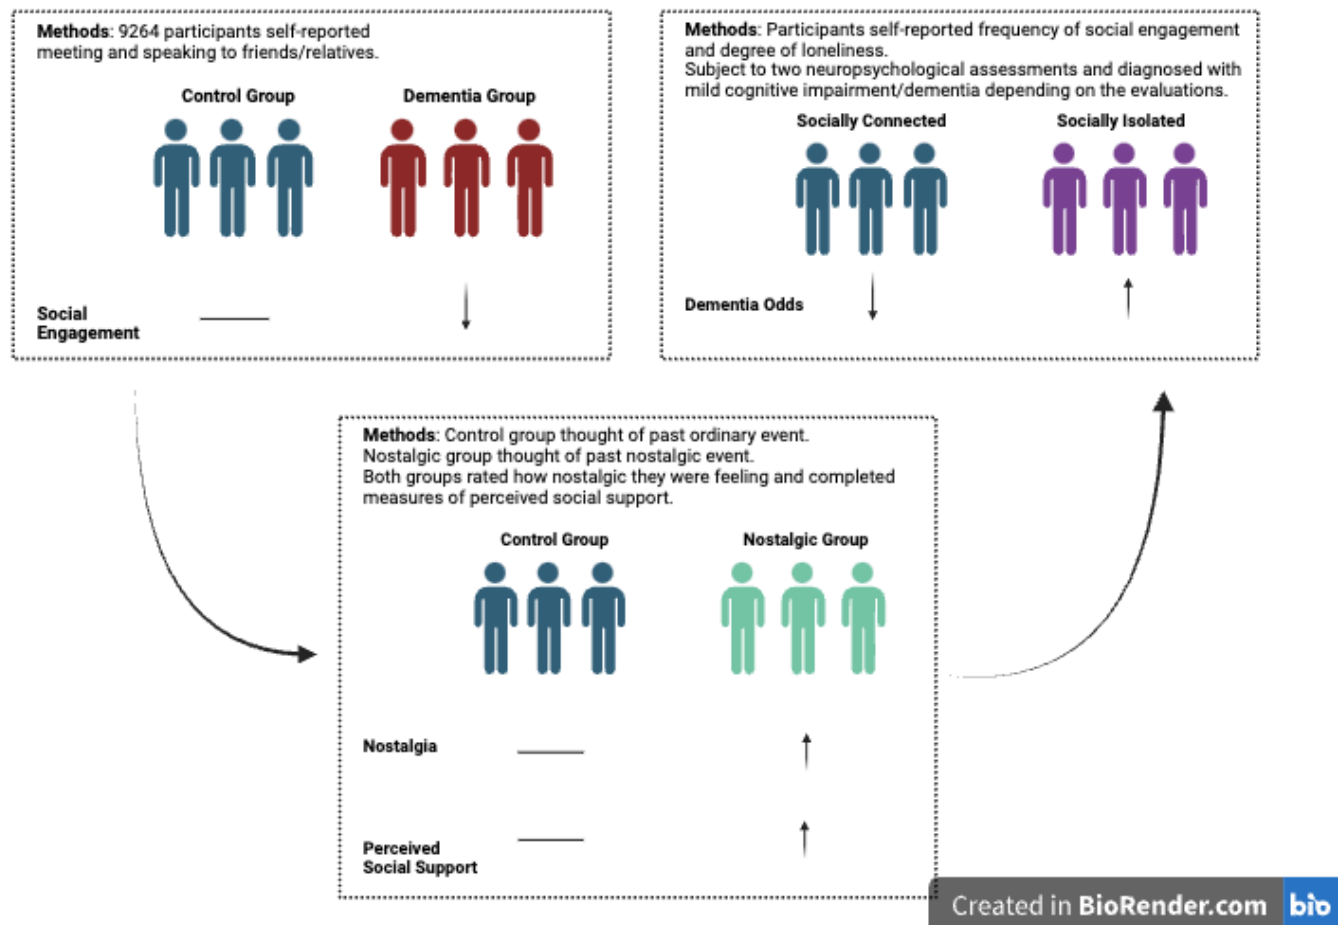 Methods: 9264 participants self-reported
meeting and speaking to friends/relatives.
Control Group
Dementia Group
Social
Engagement
Methods: Participants self-reported frequency of social engagement
and degree of loneliness.
Subject to two neuropsychological assessments and diagnosed with
mild cognitive impairment/dementia depending on the evaluations.
Socially Connected
Socially Isolated
Dementia Odds
Methods: Control group thought of past ordinary event.
Nostalgic group thought of past nostalgic event.
Both groups rated how nostalgic they were feeling and completed
measures of perceived social support.
Control Group
Nostalgic Group
Nostalgia
Perceived
Social Support
Created in BioRender.com bio